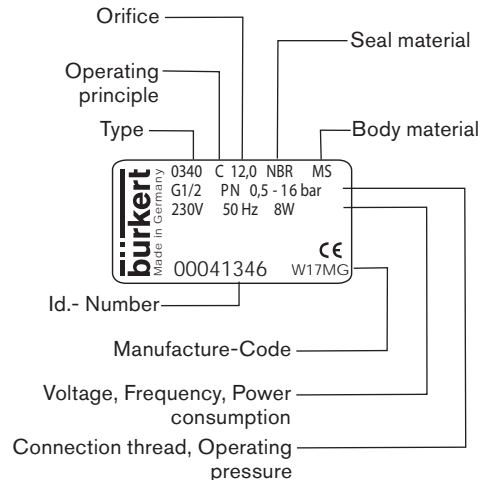 Orifice
Seal material
Operating
principle
Type
Body material
bürkert
Made in Germany
0340 C 12,0 NBR MS
G1/2 PN 0,5 - 16 bar
230V 50 Hz 8W
CE
00041346 W17MG
Id.- Number
Manufacture-Code
Voltage, Frequency, Power
consumption
Connection thread, Operating
pressure